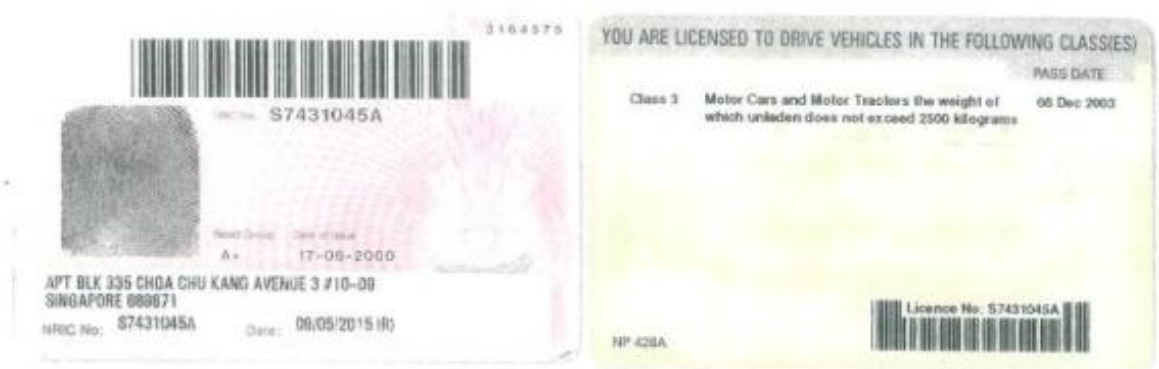 3164575
NRIC No. S7431045A
Blood Group Date of Issue
A+ 17-06-2000
APT BLK 335 CHOA CHU KANG AVENUE 3 #10-09
SINGAPORE
NRIC No: S7431045A Date: 09/05/2015 (R)
YOU ARE LICENSED TO DRIVE VEHICLES IN THE FOLLOWING CLASS(ES)
PASS DATE
Class 3 Motor Cars and Motor Tractors the weight of Dec 2003
which unladen does not exceed 2500 kilograms
Licence No: S7431045A
NP 428A